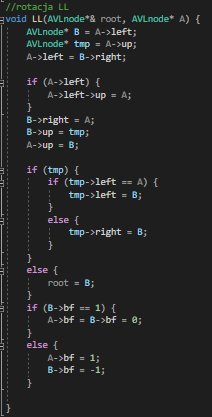 //rotacja LL
void LL(AVLnode*& root, AVLnode* A) {
    AVLnode* B = A->left;
    AVLnode* tmp = A->up;
    A->left = B->right;

    if (A->left) {
        A->left->up = A;
    }
    B->right = A;
    B->up = tmp;
    A->up = B;

    if (tmp) {
        if (tmp->left == A) {
            tmp->left = B;
        }
        else {
            tmp->right = B;
        }
    }
    else {
        root = B;
    }
    if (B->bf == 1) {
        A->bf = B->bf = 0;
    }
    else {
        A->bf = 1;
        B->bf = -1;
    }

}